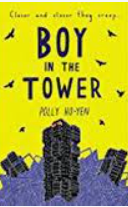 Closer and closer they creep...
BOY
IN THE
TOWER
POLLY HO-YEN